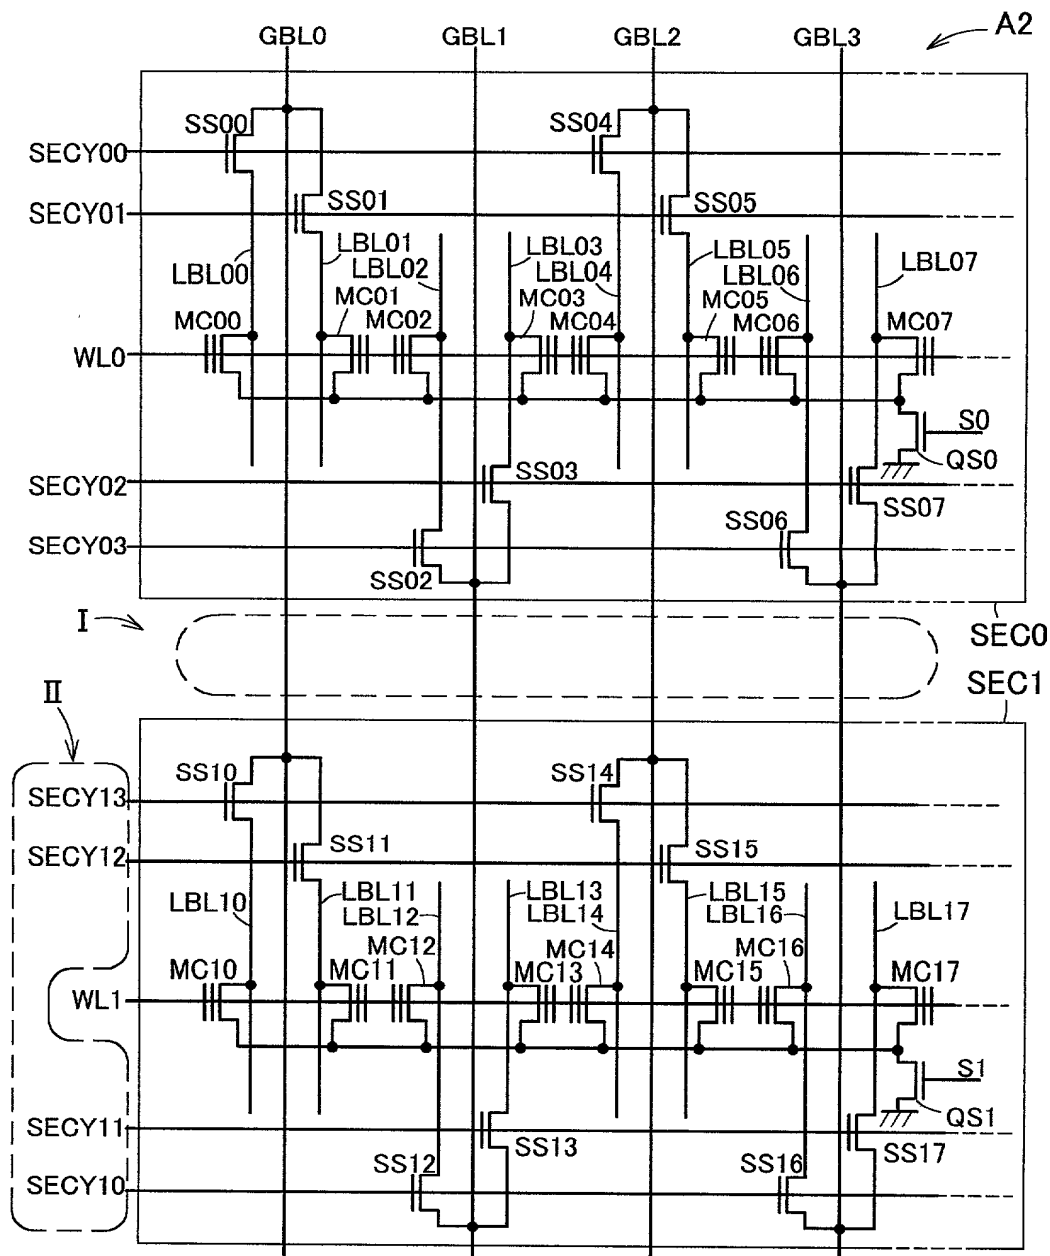 A2
GBL0 GBL1 GBL2 GBL3
SS00 SS04
SECY00
SECY01 SS01 SS05
LBL00 LBL01 LBL02 LBL03 LBL04 LBL05 LBL06 LBL07
MC00 MC01 MC02 MC03 MC04 MC05 MC06 MC07
WL0
S0
QS0
SECY02 SS03 SS07
SECY03 SS02 SS06
I
SEC0
SEC1
II
SS10 SS14
SECY13
SECY12 SS11 SS15
LBL10 LBL11 LBL12 LBL13 LBL14 LBL15 LBL16 LBL17
MC10 MC11 MC12 MC13 MC14 MC15 MC16 MC17
WL1
S1
QS1
SECY11 SS13 SS17
SECY10 SS12 SS16